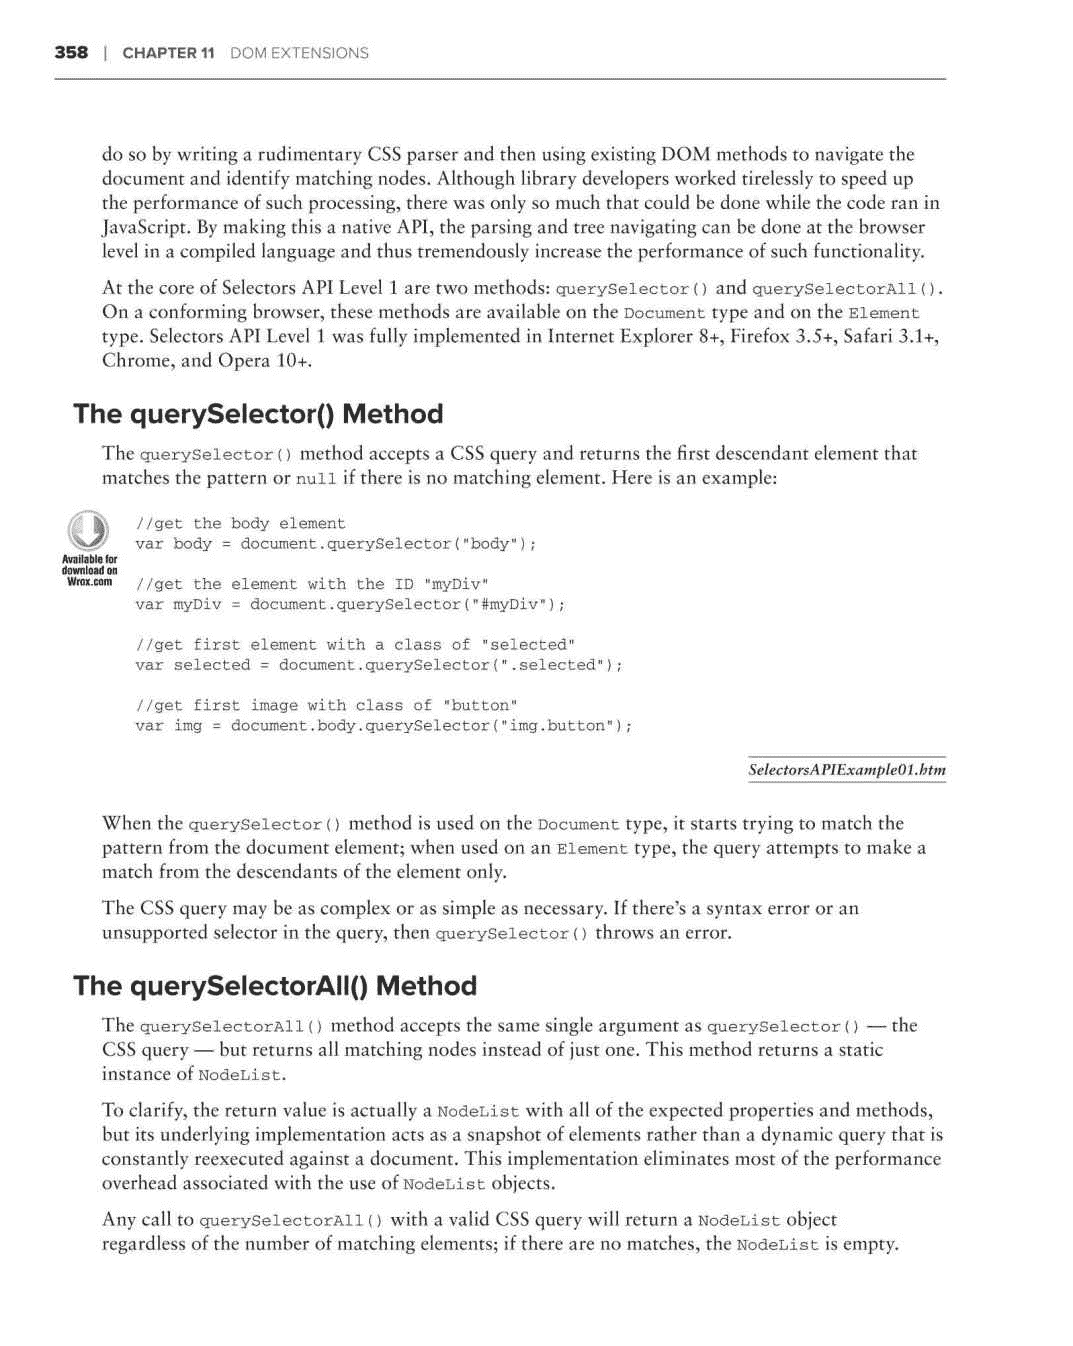 358 | CHAPTER 11 DOM EXTENSIONS
do so by writing a rudimentary CSS parser and then using existing DOM methods to navigate the
document and identify matching nodes. Although library developers worked tirelessly to speed up
the performance of such processing, there was only so much that could be done while the code ran in
JavaScript. By making this a native API, the parsing and tree navigating can be done at the browser
level in a compiled language and thus tremendously increase the performance of such functionality.
At the core of Selectors API Level 1 are two methods: querySelector() and querySelectorAll().
On a conforming browser, these methods are available on the Document type and on the Element
type. Selectors API Level 1 was fully implemented in Internet Explorer 8+, Firefox 3.5+, Safari 3.1+,
Chrome, and Opera 10+.
The querySelector() Method
The querySelector() method accepts a CSS query and returns the first descendant element that
matches the pattern or null if there is no matching element. Here is an example:
Available for
download on
Wrox.com
//get the body element
var body = document.querySelector("body");
//get the element with the ID "myDiv"
var myDiv = document.querySelector("#myDiv");
//get first element with a class of "selected"
var selected = document.querySelector(".selected");
//get first image with class of "button"
var img = document.body.querySelector("img.button");
SelectorsAPIExample01.htm
When the querySelector() method is used on the Document type, it starts trying to match the
pattern from the document element; when used on an Element type, the query attempts to make a
match from the descendants of the element only.
The CSS query may be as complex or as simple as necessary. If there's a syntax error or an
unsupported selector in the query, then querySelector() throws an error.
The querySelectorAll() Method
The querySelectorAll() method accepts the same single argument as querySelector() — the
CSS query — but returns all matching nodes instead of just one. This method returns a static
instance of NodeList.
To clarify, the return value is actually a NodeList with all of the expected properties and methods,
but its underlying implementation acts as a snapshot of elements rather than a dynamic query that is
constantly reexecuted against a document. This implementation eliminates most of the performance
overhead associated with the use of NodeList objects.
Any call to querySelectorAll() with a valid CSS query will return a NodeList object
regardless of the number of matching elements; if there are no matches, the NodeList is empty.